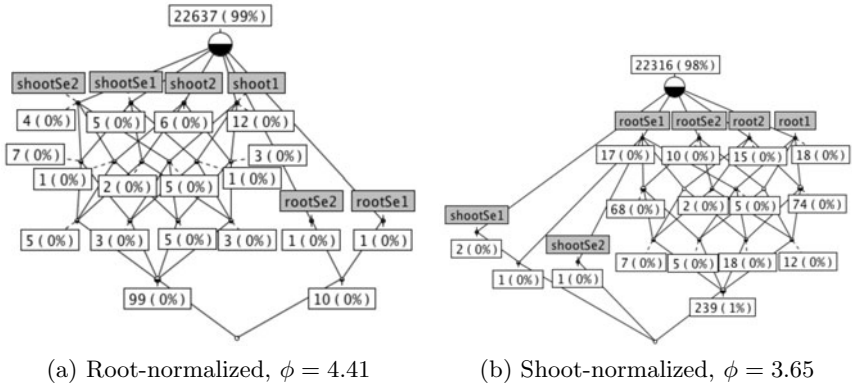 22637 ( 99%)
shootSe2 shootSe1 shoot2 shoot1
4 ( 0%) 5 ( 0%) 6 ( 0%) 12 ( 0%)
7 ( 0%) 3 ( 0%)
1 ( 0%) 2 ( 0%) 5 ( 0%) 1 ( 0%)
rootSe2 rootSe1
5 ( 0%) 3 ( 0%) 5 ( 0%) 3 ( 0%) 1 ( 0%) 1 ( 0%)
99 ( 0%) 10 ( 0%)
(a) Root-normalized, ϕ = 4.41
22316 ( 98%)
rootSe1 rootSe2 root2 root1
17 ( 0%) 10 ( 0%) 15 ( 0%) 18 ( 0%)
68 ( 0%) 2 ( 0%) 5 ( 0%) 74 ( 0%)
shootSe1
shootSe2
2 ( 0%)
7 ( 0%) 5 ( 0%) 18 ( 0%) 12 ( 0%)
1 ( 0%) 1 ( 0%)
239 ( 1%)
(b) Shoot-normalized, ϕ = 3.65